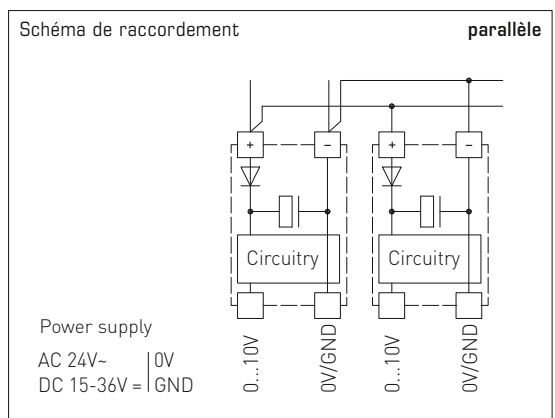 Schéma de raccordement parallèle
+ − + −
Circuitry Circuitry
0...10V 0V/GND 0...10V 0V/GND
Power supply
AC 24V~ 0V
DC 15-36V = GND